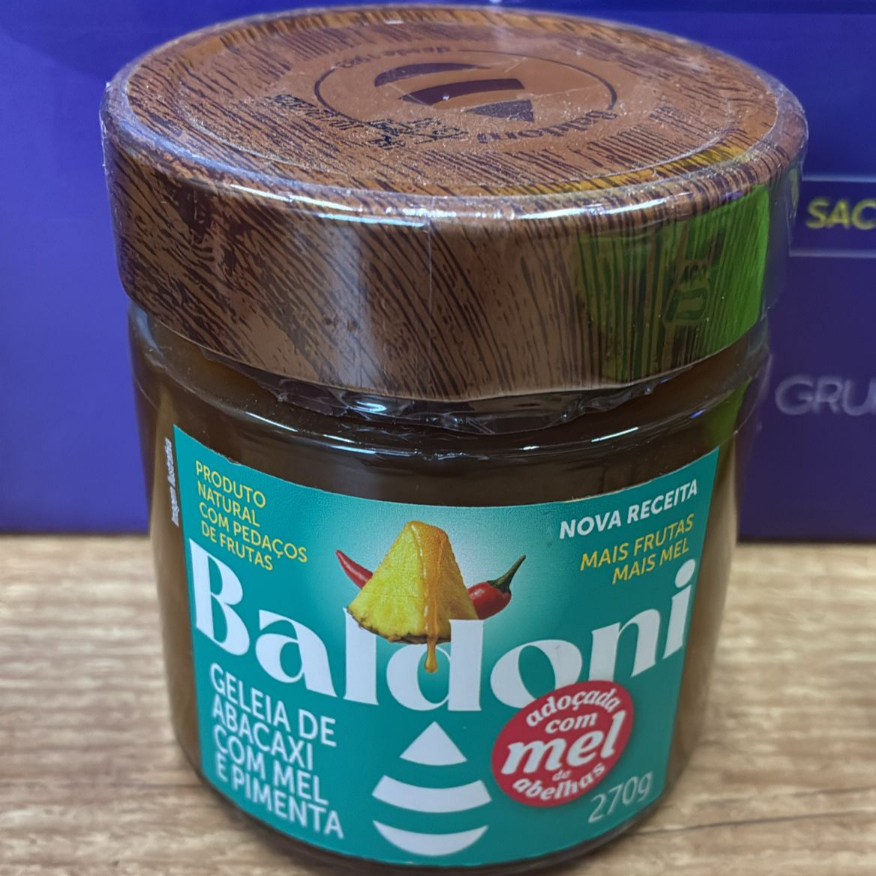 baldoni
SAC
GRU
PRODUTO
NATURAL
COM PEDAÇOS
DE FRUTAS
NOVA RECEITA
MAIS FRUTAS
MAIS MEL
Baldoni
GELEIA DE
ABACAXI
COM MEL
E PIMENTA
adoçada
com
mel
de
abelhas
270g